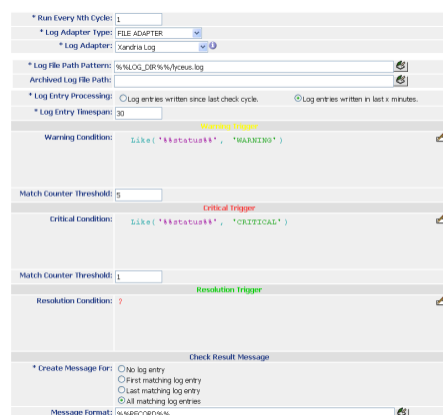 * Run Every Nth Cycle: 1
* Log Adapter Type: FILE ADAPTER
* Log Adapter: Xandria Log
* Log File Path Pattern: %%LOG_DIR%%/lyceus.log
Archived Log File Path:
* Log Entry Processing: Log entries written since last check cycle. Log entries written in last x minutes.
* Log Entry Timespan: 30
Warning Condition: Like('%%status%%', 'WARNING')
Match Counter Threshold: 5
Critical Trigger
Critical Condition: Like('%%status%%', 'CRITICAL')
Match Counter Threshold: 1
Resolution Trigger
Resolution Condition: ?
Check Result Message
* Create Message For: No log entry
First matching log entry
Last matching log entry
All matching log entries
Message Format: %%RECORD%%